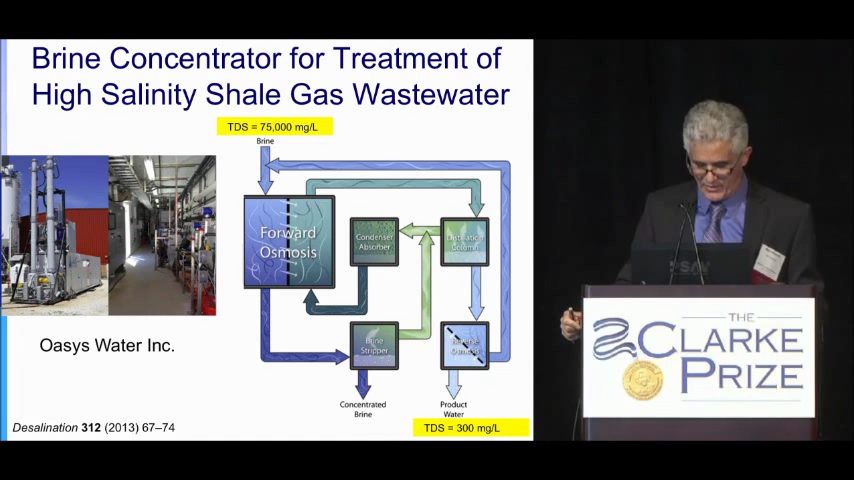 Brine Concentrator for Treatment of
High Salinity Shale Gas Wastewater
TDS = 75,000 mg/L
Brine
Forward
Osmosis
Condenser
Absorber
Distillation
Column
Brine
Stripper
Reverse
Osmosis
Oasys Water Inc.
Concentrated
Brine
Product
Water
TDS = 300 mg/L
Desalination 312 (2013) 67–74
THE
CLARKE
PRIZE